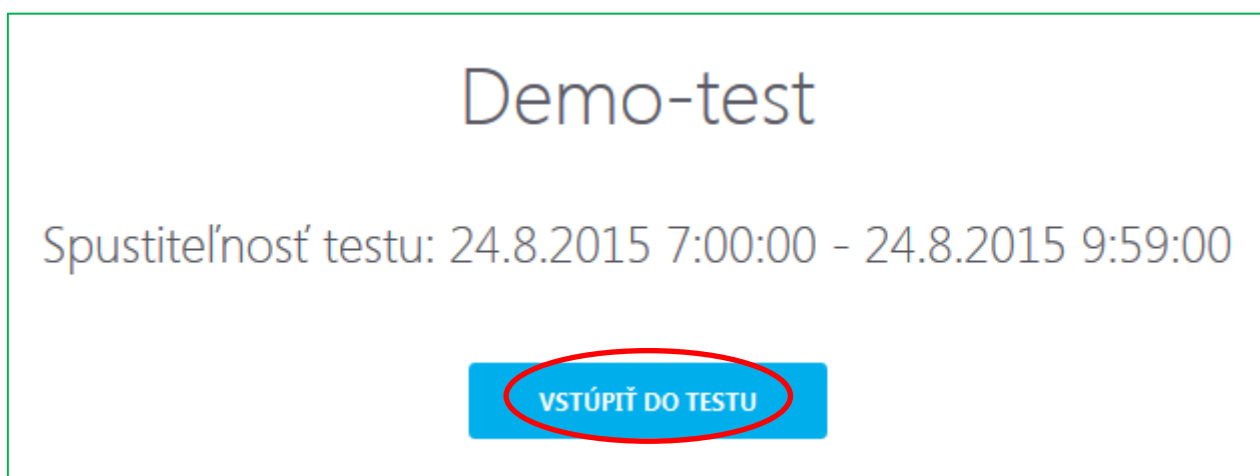 Demo-test
Spustiteľnosť testu: 24.8.2015 7:00:00 - 24.8.2015 9:59:00
VSTÚPIŤ DO TESTU